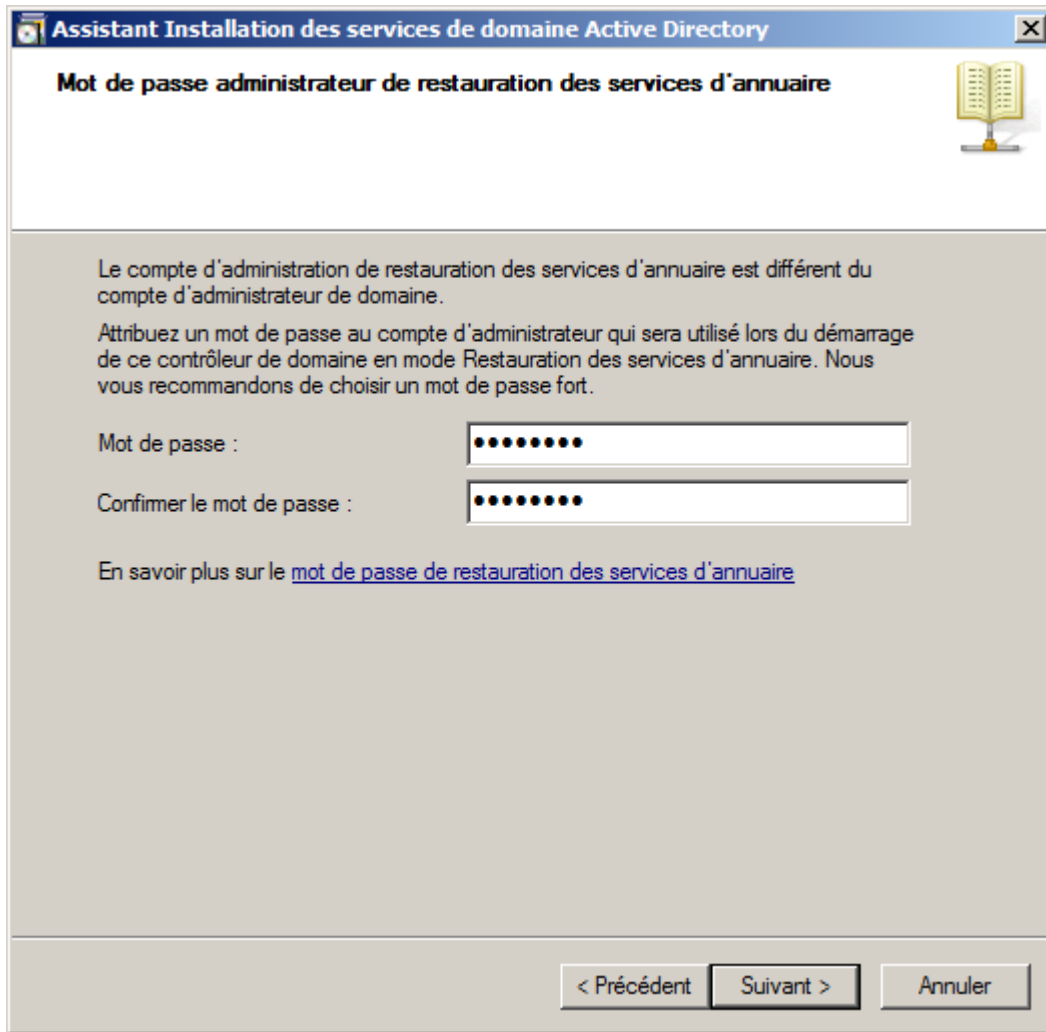 Assistant Installation des services de domaine Active Directory
Mot de passe administrateur de restauration des services d'annuaire
Le compte d'administration de restauration des services d'annuaire est différent du
compte d'administrateur de domaine.
Attribuez un mot de passe au compte d'administrateur qui sera utilisé lors du démarrage
de ce contrôleur de domaine en mode Restauration des services d'annuaire. Nous
vous recommandons de choisir un mot de passe fort.
Mot de passe : ●●●●●●●●
Confirmer le mot de passe : ●●●●●●●●
En savoir plus sur le mot de passe de restauration des services d'annuaire
< Précédent Suivant > Annuler